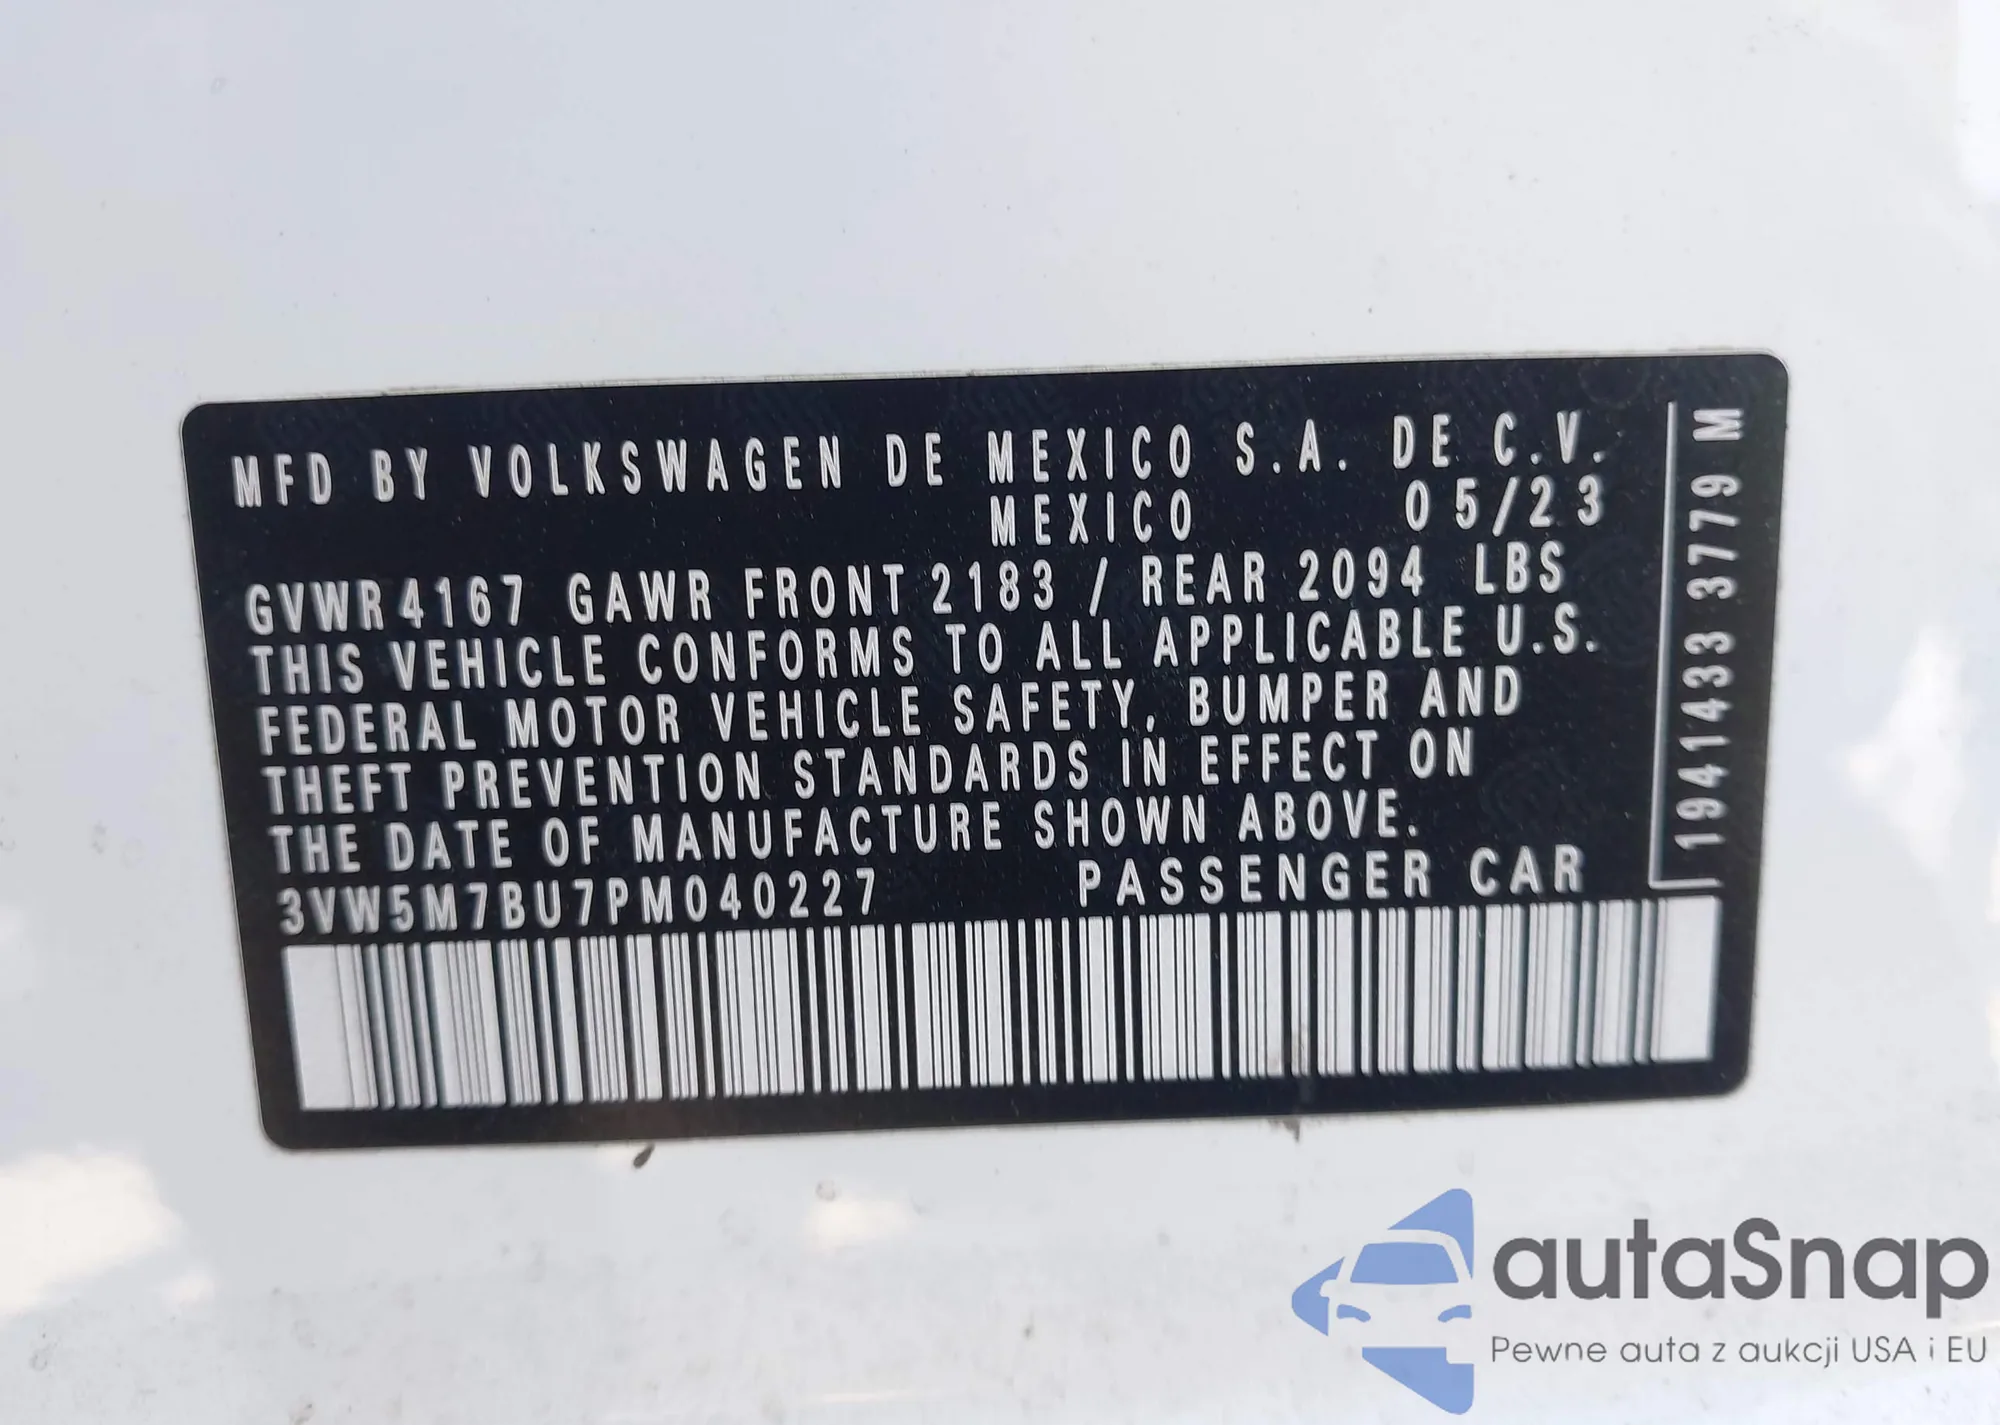 MFD BY VOLKSWAGEN DE MEXICO S.A. DE C.V.
MEXICO 05/23
GVWR 4167 GAWR FRONT 2183 / REAR 2094 LBS
THIS VEHICLE CONFORMS TO ALL APPLICABLE U.S.
FEDERAL MOTOR VEHICLE SAFETY, BUMPER AND
THEFT PREVENTION STANDARDS IN EFFECT ON
THE DATE OF MANUFACTURE SHOWN ABOVE.
3VW5M7BU7PM040227 PASSENGER CAR
1941433 3779 M
autaSnap
Pewne auta z aukcji USA i EU